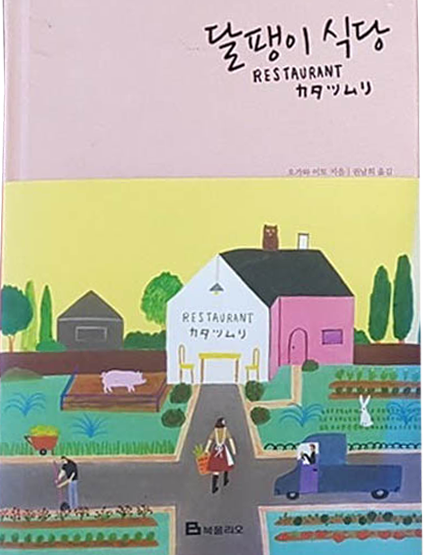 달팽이 식당
RESTAURANT
カタツムリ
오가와 이토 지음 | 권남희 옮김
RESTAURANT
カタツムリ
B 북폴리오